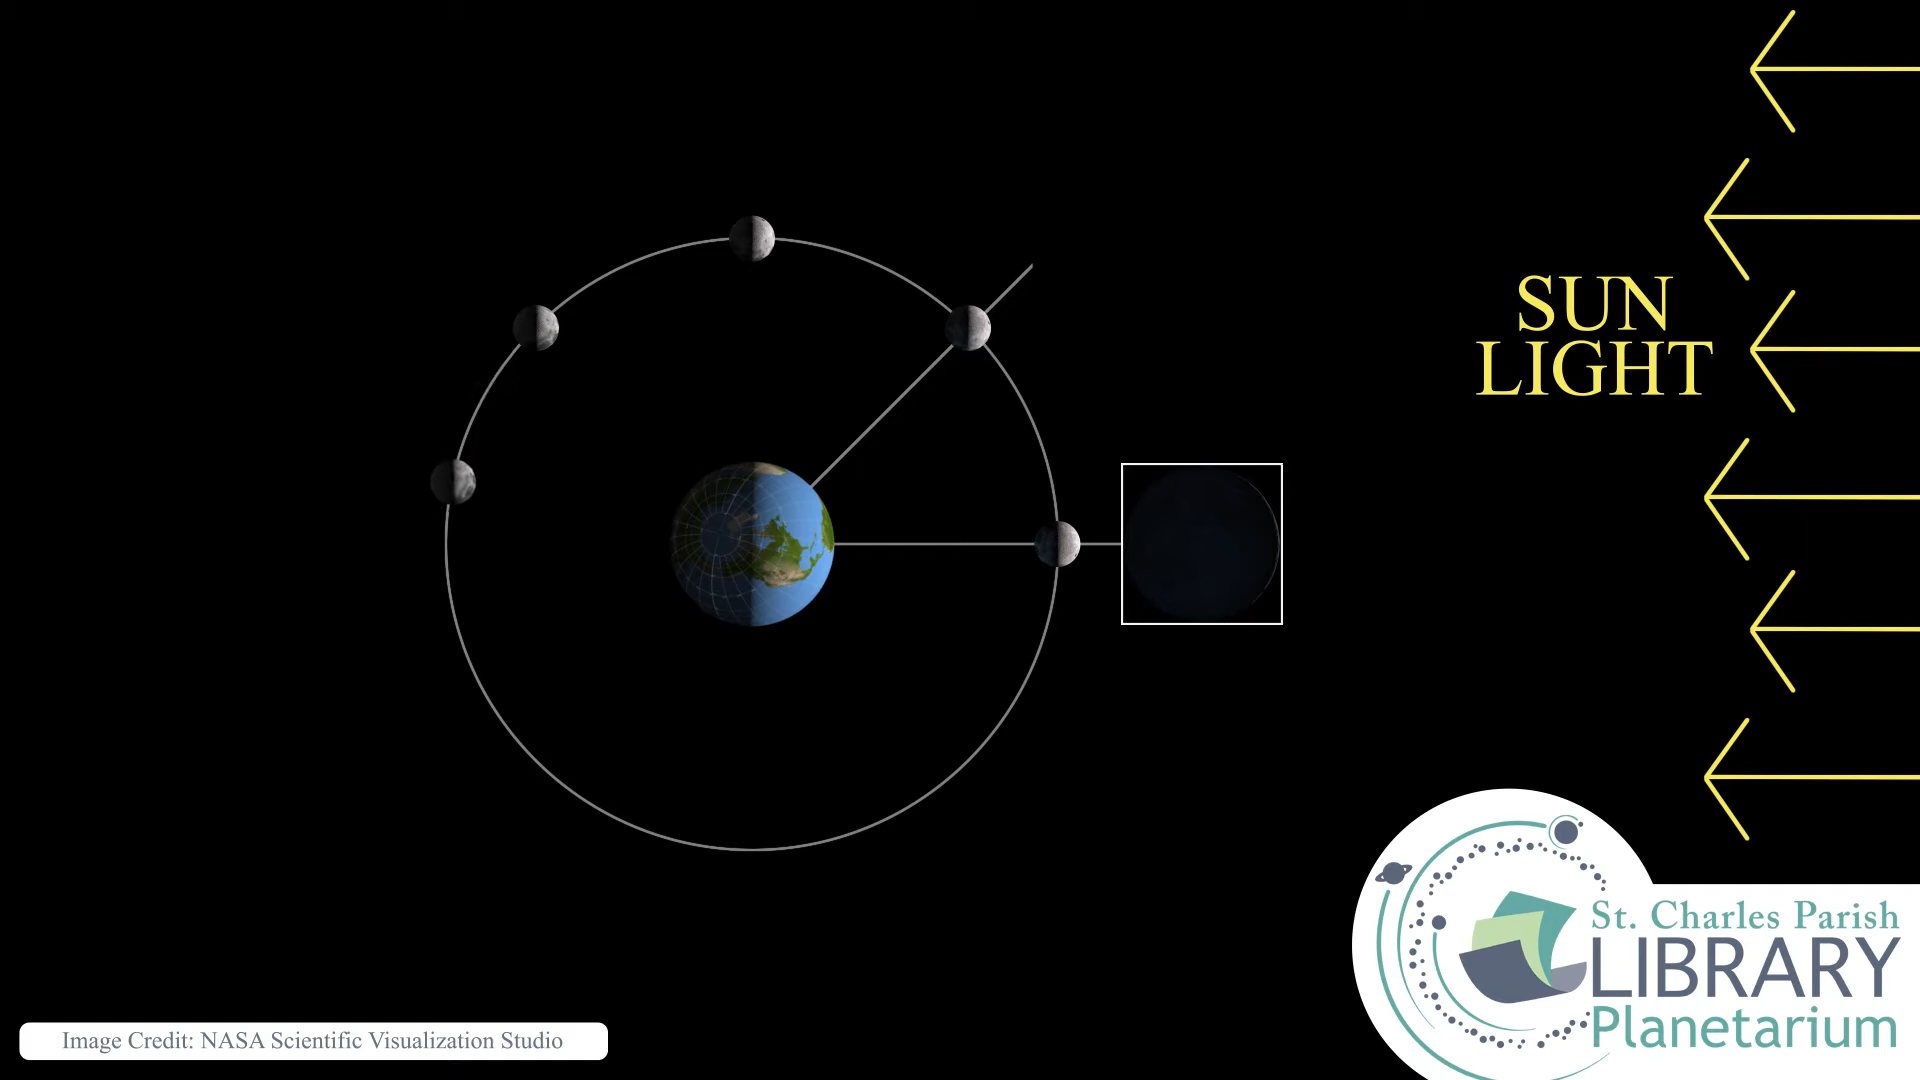 SUN
LIGHT
St. Charles Parish
LIBRARY
Planetarium
Image Credit: NASA Scientific Visualization Studio